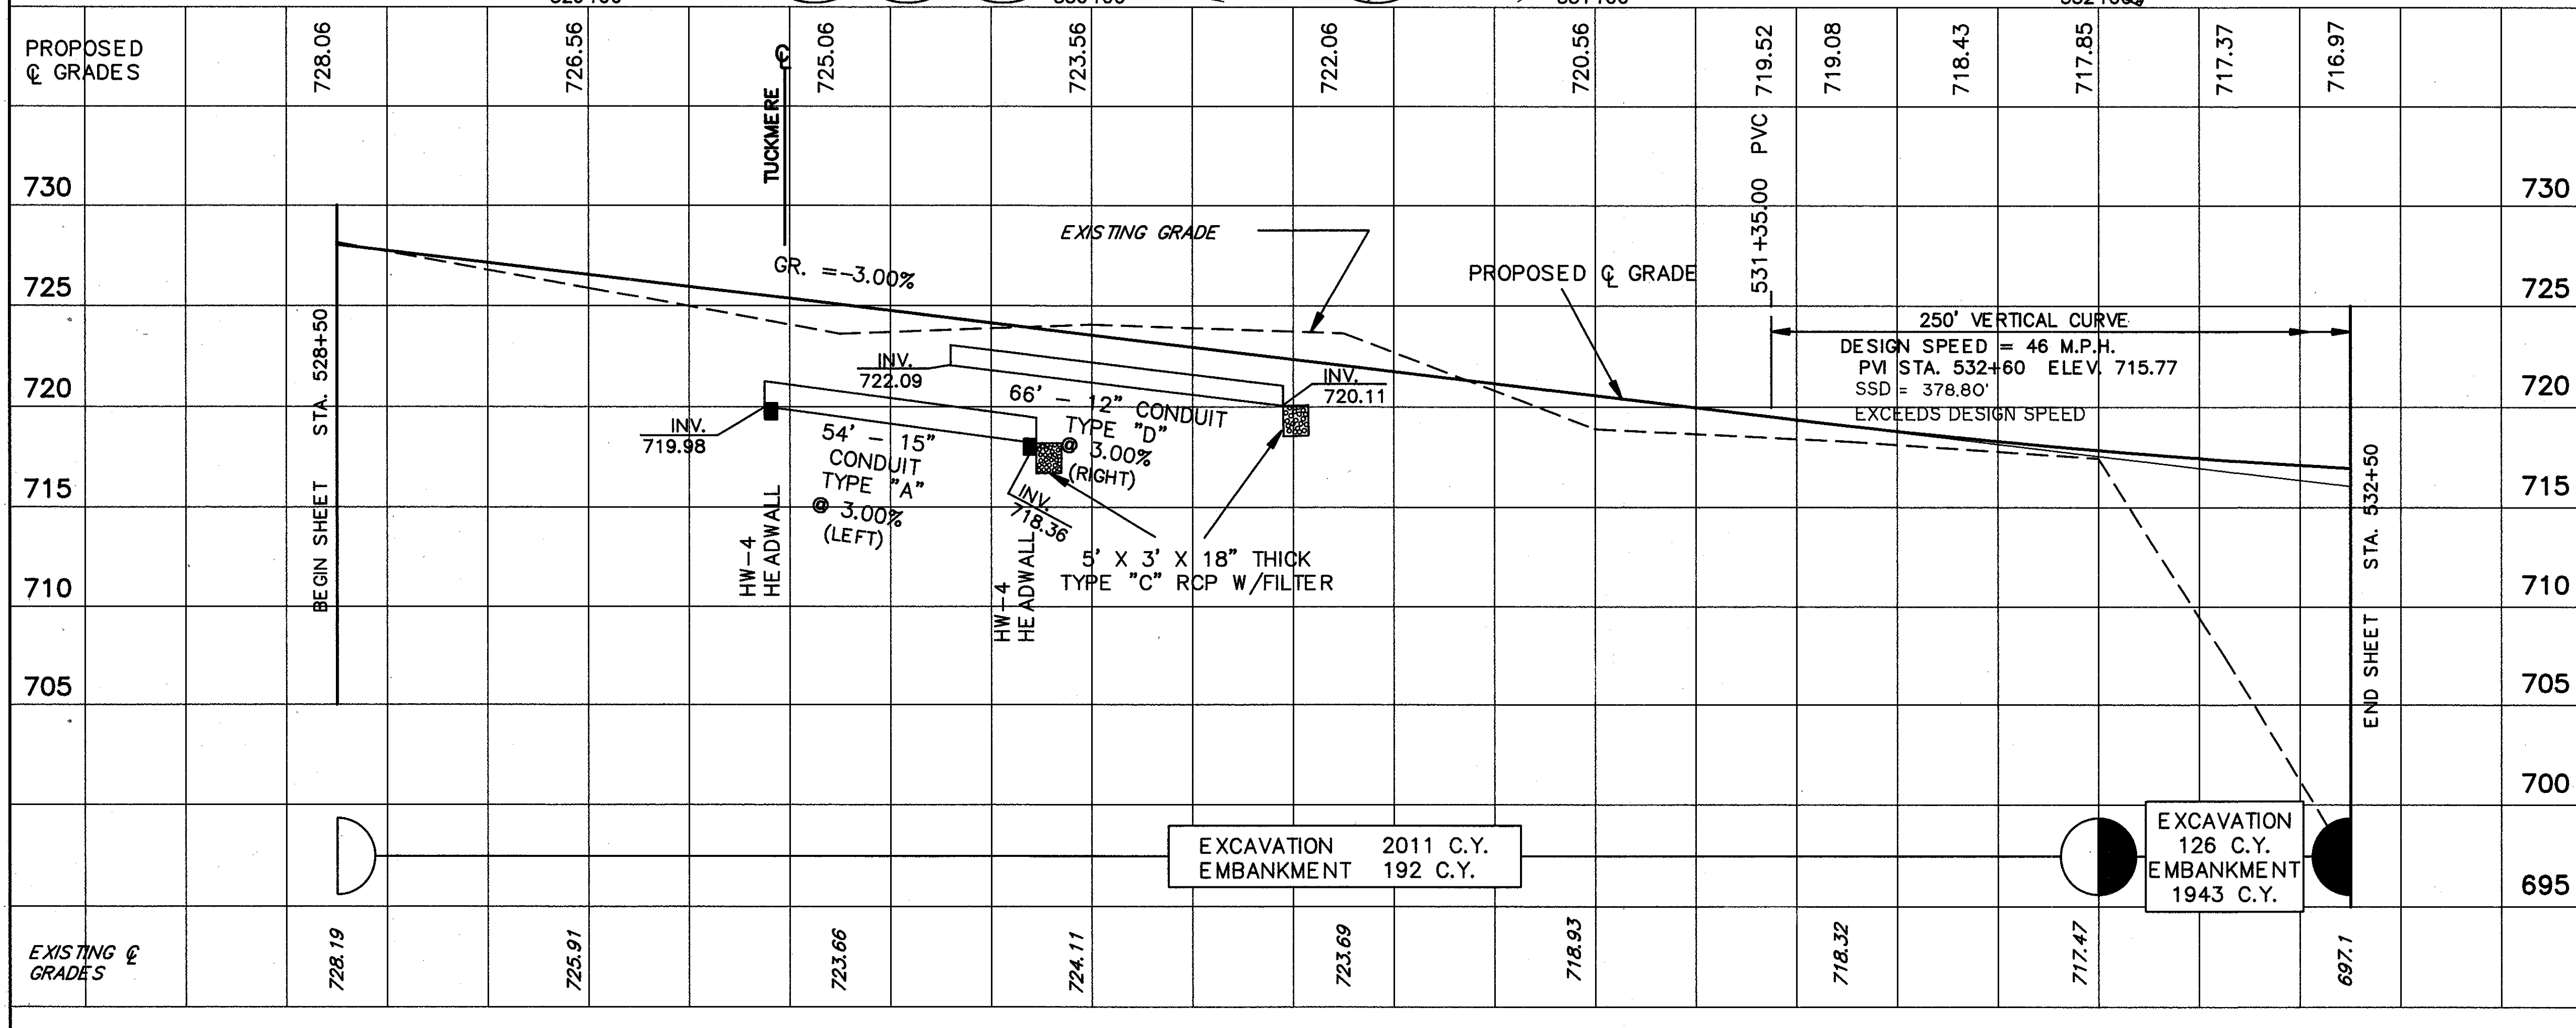 PROPOSED
℄ GRADES
728.06
726.56
725.06
723.56
722.06
720.56
719.52
719.08
718.43
717.85
717.37
716.97
℄
TUCKMERE
531+35.00 PVC
730
730
EXISTING GRADE
GR. =-3.00%
PROPOSED ℄ GRADE
725
725
BEGIN SHEET STA. 528+50
250' VERTICAL CURVE
DESIGN SPEED = 46 M.P.H.
PVI STA. 532+60 ELEV. 715.77
SSD = 378.80'
EXCEEDS DESIGN SPEED
INV.
722.09
INV.
720.11
720
720
66' - 12" CONDUIT
TYPE "D"
@ 3.00%
(RIGHT)
INV.
719.98
54' - 15"
CONDUIT
TYPE "A"
@ 3.00%
(LEFT)
INV.
718.36
715
715
HW-4
HEADWALL
HW-4
HEADWALL
5' X 3' X 18" THICK
TYPE "C" RCP W/FILTER
END SHEET STA. 532+50
710
710
705
705
700
700
EXCAVATION 2011 C.Y.
EMBANKMENT 192 C.Y.
EXCAVATION
126 C.Y.
EMBANKMENT
1943 C.Y.
695
EXISTING ℄
GRADES
728.19
725.91
723.66
724.11
723.69
718.93
718.32
717.47
697.1